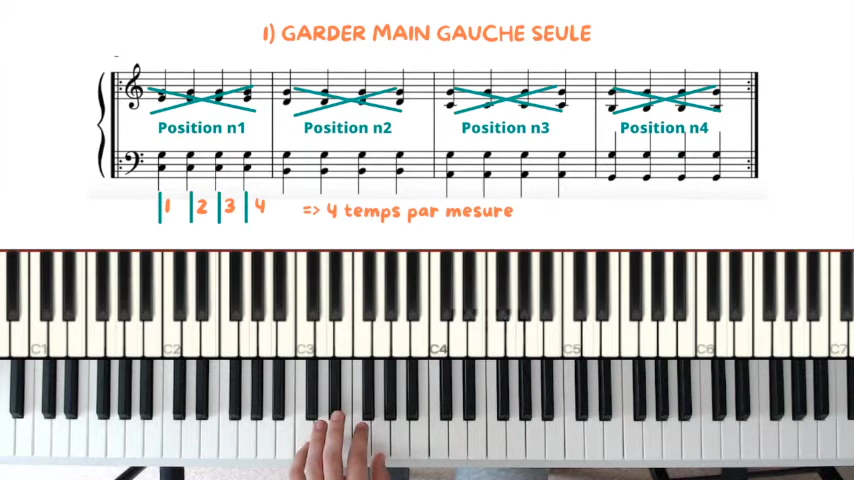 1) GARDER MAIN GAUCHE SEULE
Position n1 Position n2 Position n3 Position n4
1 2 3 4 => 4 temps par mesure
C1 C2 C3 C4 C5 C6 C7